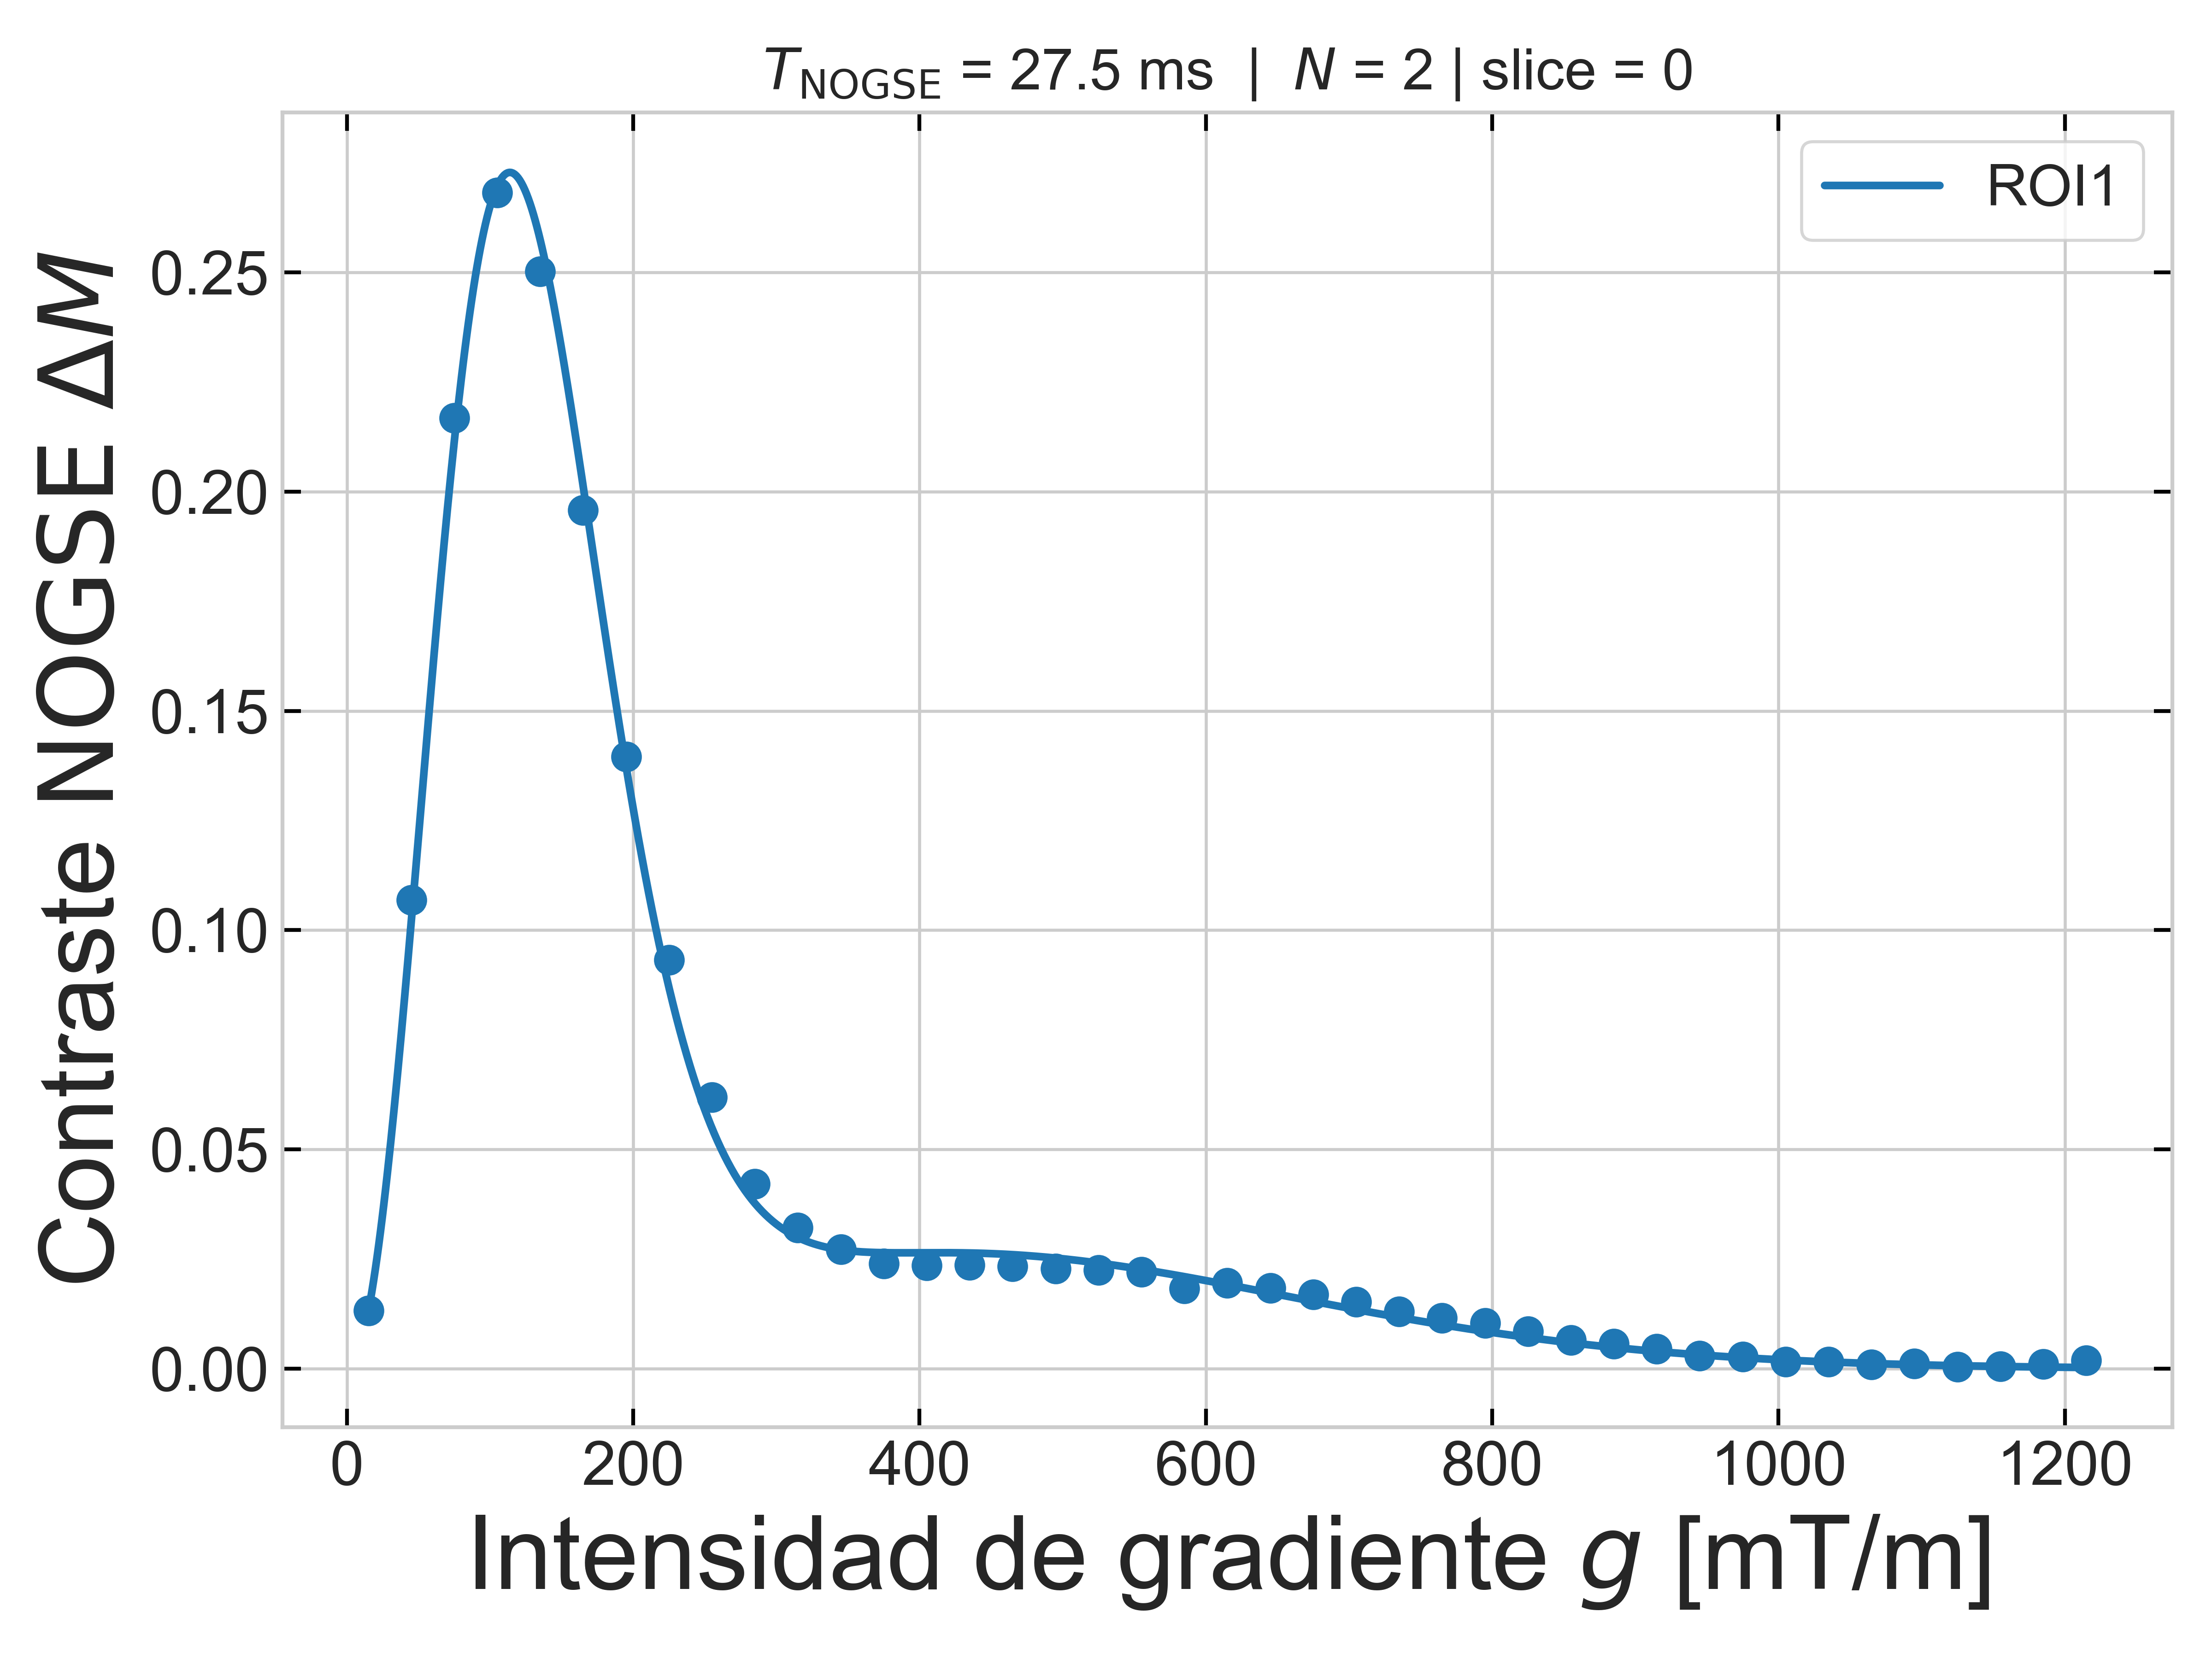 T_NOGSE = 27.5 ms | N = 2 | slice = 0
ROI1
Contraste NOGSE ΔM
0.25
0.20
0.15
0.10
0.05
0.00
0 200 400 600 800 1000 1200
Intensidad de gradiente g [mT/m]